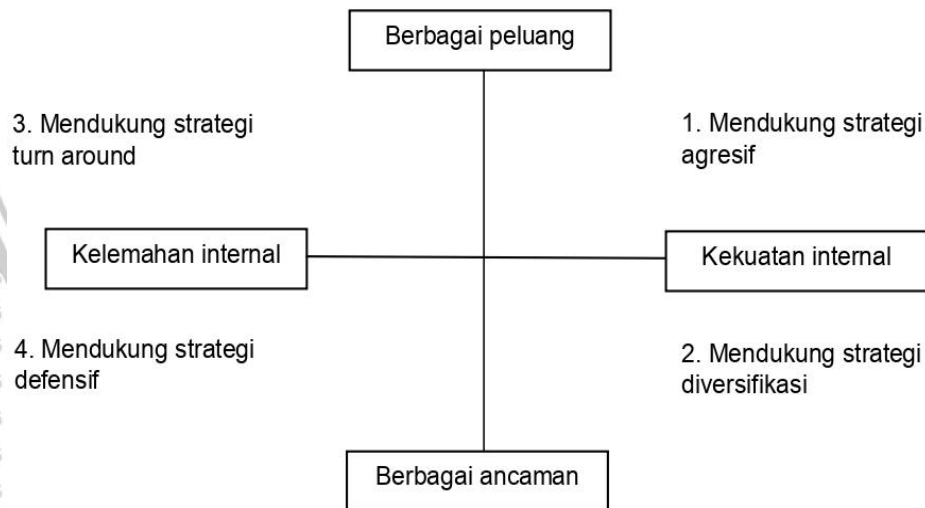 Berbagai peluang
3. Mendukung strategi
turn around
1. Mendukung strategi
agresif
Kelemahan internal
Kekuatan internal
4. Mendukung strategi
defensif
2. Mendukung strategi
diversifikasi
Berbagai ancaman